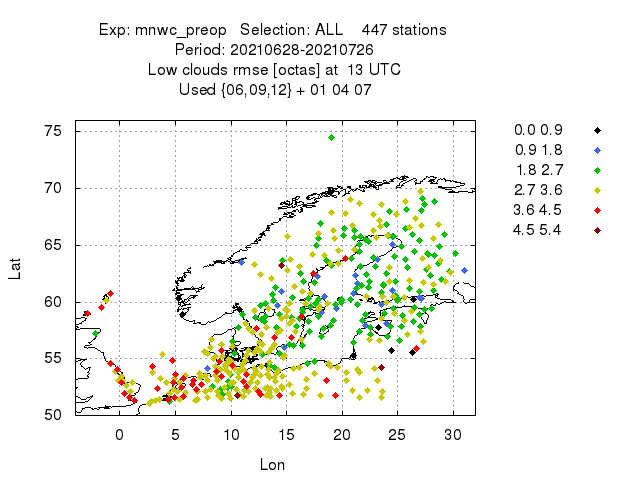 Exp: mnwc_preop   Selection: ALL    447 stations
Period: 20210628-20210726
Low clouds rmse [octas] at  13 UTC
Used {06,09,12} + 01 04 07
0.0 0.9
0.9 1.8
1.8 2.7
2.7 3.6
3.6 4.5
4.5 5.4
75
70
65
60
55
50
Lat
0 5 10 15 20 25 30
Lon